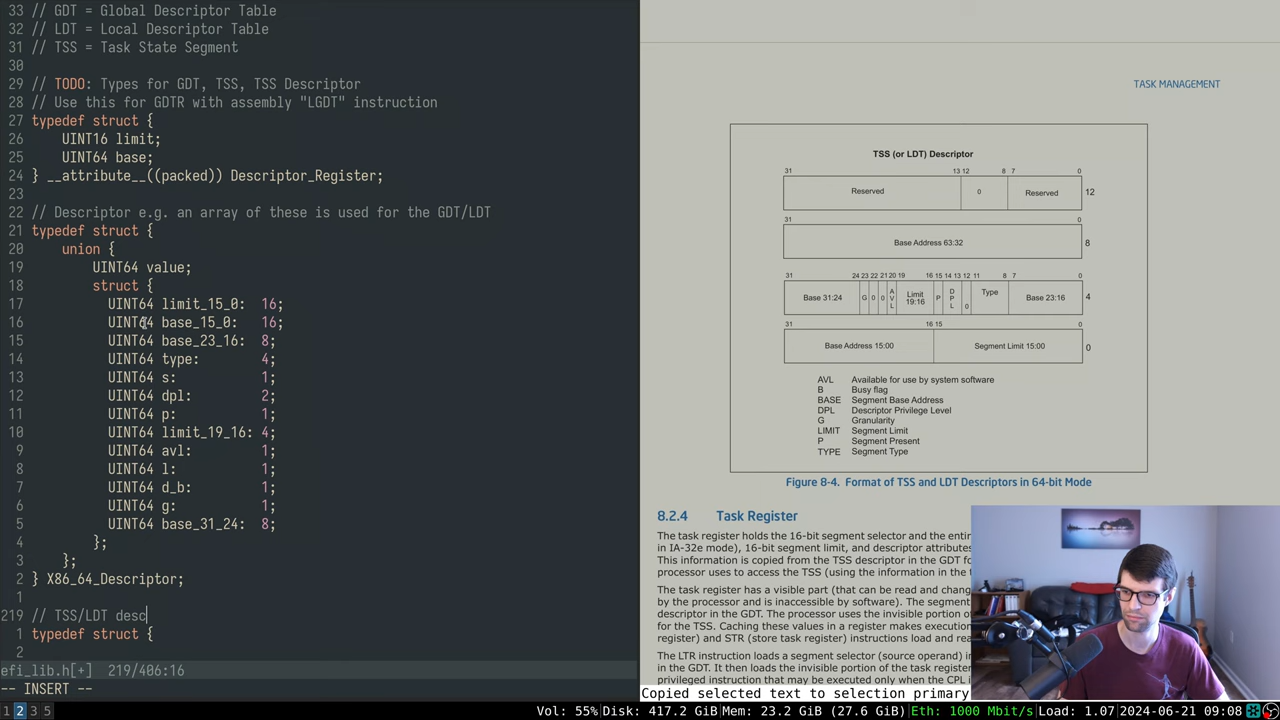 33 // GDT = Global Descriptor Table
32 // LDT = Local Descriptor Table
31 // TSS = Task State Segment
30
29 // TODO: Types for GDT, TSS, TSS Descriptor
28 // Use this for GDTR with assembly "LGDT" instruction
27 typedef struct {
26 UINT16 limit;
25 UINT64 base;
24 } __attribute__((packed)) Descriptor_Register;
23
22 // Descriptor e.g. an array of these is used for the GDT/LDT
21 typedef struct {
20 union {
19 UINT64 value;
18 struct {
17 UINT64 limit_15_0: 16;
16 UINT64 base_15_0: 16;
15 UINT64 base_23_16: 8;
14 UINT64 type: 4;
13 UINT64 s: 1;
12 UINT64 dpl: 2;
11 UINT64 p: 1;
10 UINT64 limit_19_16: 4;
9 UINT64 avl: 1;
8 UINT64 l: 1;
7 UINT64 d_b: 1;
6 UINT64 g: 1;
5 UINT64 base_31_24: 8;
4 };
3 };
2 } X86_64_Descriptor;
1
219 // TSS/LDT desc
1 typedef struct {
2
efi_lib.h[+] 219/406:16
-- INSERT --
TASK MANAGEMENT
TSS (or LDT) Descriptor
31 13 12 8 7 0
Reserved 0 Reserved 12
31 0
Base Address 63:32 8
31 24 23 22 21 20 19 16 15 14 13 12 11 8 7 0
Base 31:24 G 0 0 AVL Limit 19:16 P DPL 0 Type Base 23:16 4
31 16 15 0
Base Address 15:00 Segment Limit 15:00 0
AVL Available for use by system software
B Busy flag
BASE Segment Base Address
DPL Descriptor Privilege Level
G Granularity
LIMIT Segment Limit
P Segment Present
TYPE Segment Type
Figure 8-4. Format of TSS and LDT Descriptors in 64-bit Mode
8.2.4 Task Register
The task register holds the 16-bit segment selector and the entir
in IA-32e mode), 16-bit segment limit, and descriptor attributes
This information is copied from the TSS descriptor in the GDT fo
processor uses to access the TSS (using the information in the t
The task register has a visible part (that can be read and chang
by the processor and is inaccessible by software). The segment
descriptor in the GDT. The processor uses the invisible portion of
for the TSS. Caching these values in a register makes execution
register) and STR (store task register) instructions load and rea
The LTR instruction loads a segment selector (source operand) in
in the GDT. It then loads the invisible portion of the task register
privileged instruction that may be executed only when the CPL i
Copied selected text to selection primary
1 2 3 5 Vol: 55% Disk: 417.2 GiB Mem: 23.2 GiB (27.6 GiB) Eth: 1000 Mbit/s Load: 1.07 2024-06-21 09:08